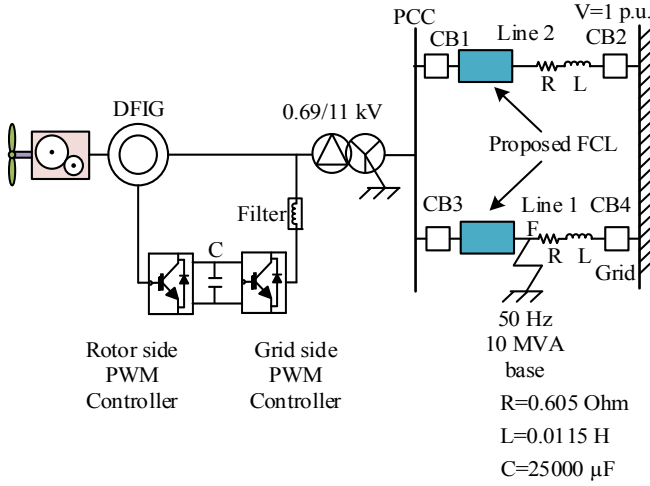 PCC
V=1 p.u.
CB1
Line 2
CB2
R
L
DFIG
0.69/11 kV
Proposed FCL
Filter
C
CB3
Line 1
CB4
F
R
L
Grid
50 Hz
10 MVA
base
Rotor side
PWM
Controller
Grid side
PWM
Controller
R=0.605 Ohm
L=0.0115 H
C=25000 µF